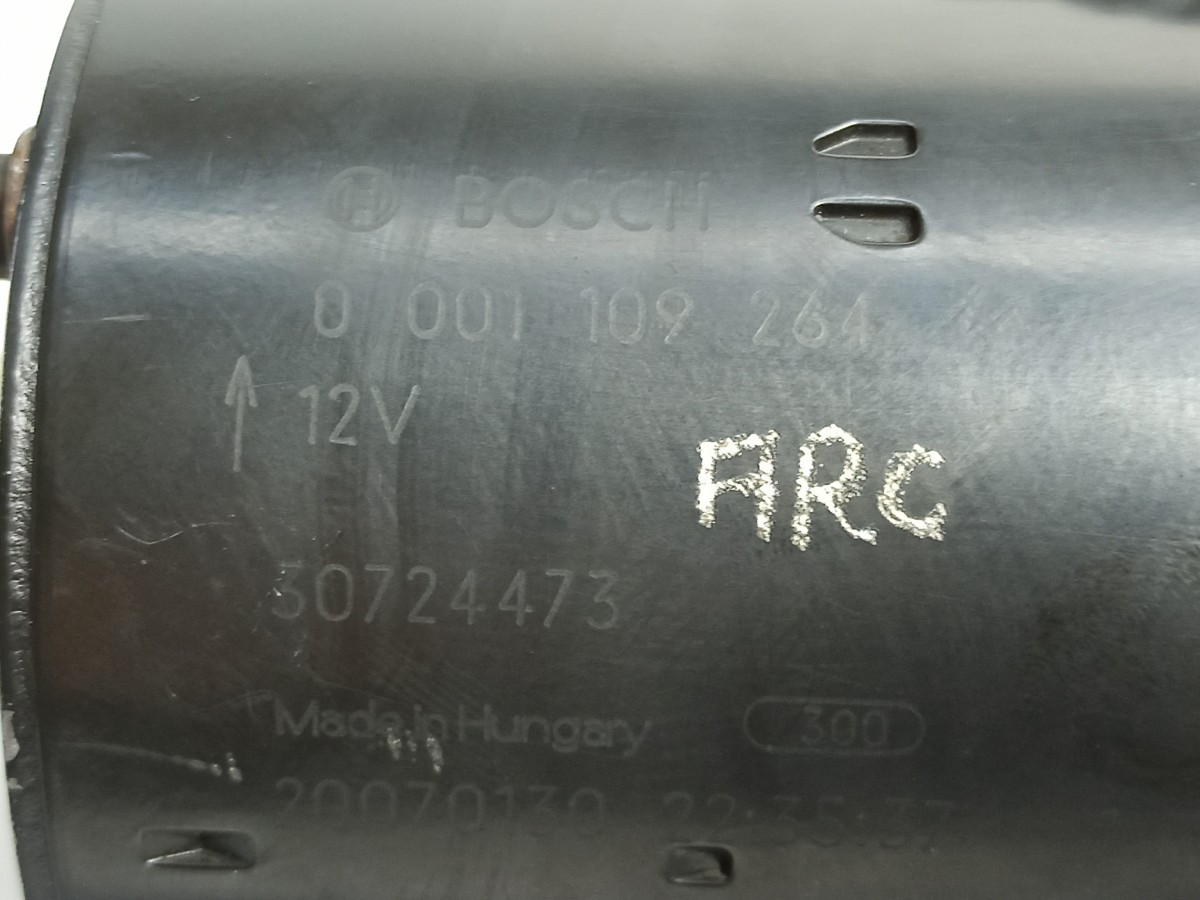 BOSCH
0 001 109 264
12V
ARC
30724473
Made in Hungary 300
20070130 22:35:37